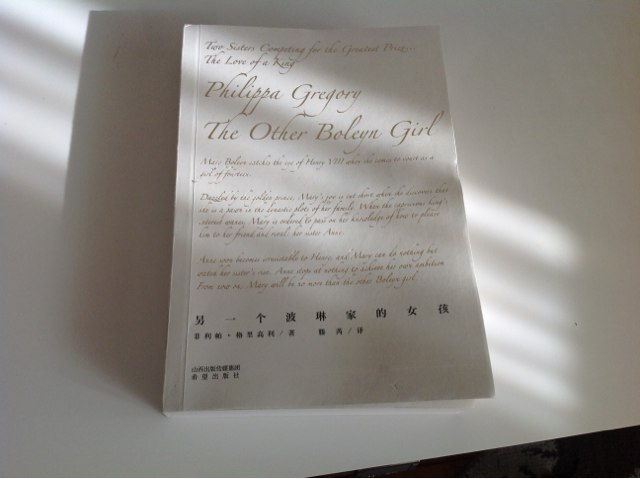 Two Sisters Competing for the Greatest Prize...
The Love of a King
Philippa Gregory
The Other Boleyn Girl
Mary Boleyn catches the eye of Henry VIII when she comes to court as a
girl of fourteen.
Dazzled by the golden prince, Mary's joy is cut short when she discovers that
she is a pawn in the dynastic plots of her family. When the capricious king's
interest wanes, Mary is ordered to pass on her knowledge of how to please
him to her friend and rival: her sister Anne.
Anne soon becomes irresistible to Henry, and Mary can do nothing but
watch her sister's rise. Anne stops at nothing to achieve her own ambition.
From now on, Mary will be no more than the other Boleyn girl.
另一个波琳家的女孩
菲利帕·格里高利/著 芮/译
山西出版传媒集团
希望出版社